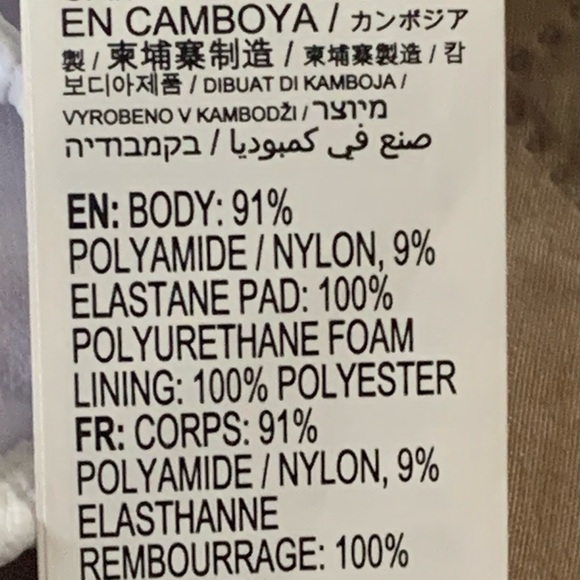 EN CAMBOYA / カンボジア
製 / 柬埔寨制造 / 柬埔寨製造 / 캄
보디아제품 / DIBUAT DI KAMBOJA /
VYROBENO V KAMBODŽI / מיוצר
בקמבודיה / صنع في كمبوديا
EN: BODY: 91%
POLYAMIDE / NYLON, 9%
ELASTANE PAD: 100%
POLYURETHANE FOAM
LINING: 100% POLYESTER
FR: CORPS: 91%
POLYAMIDE / NYLON, 9%
ELASTHANNE
REMBOURRAGE: 100%